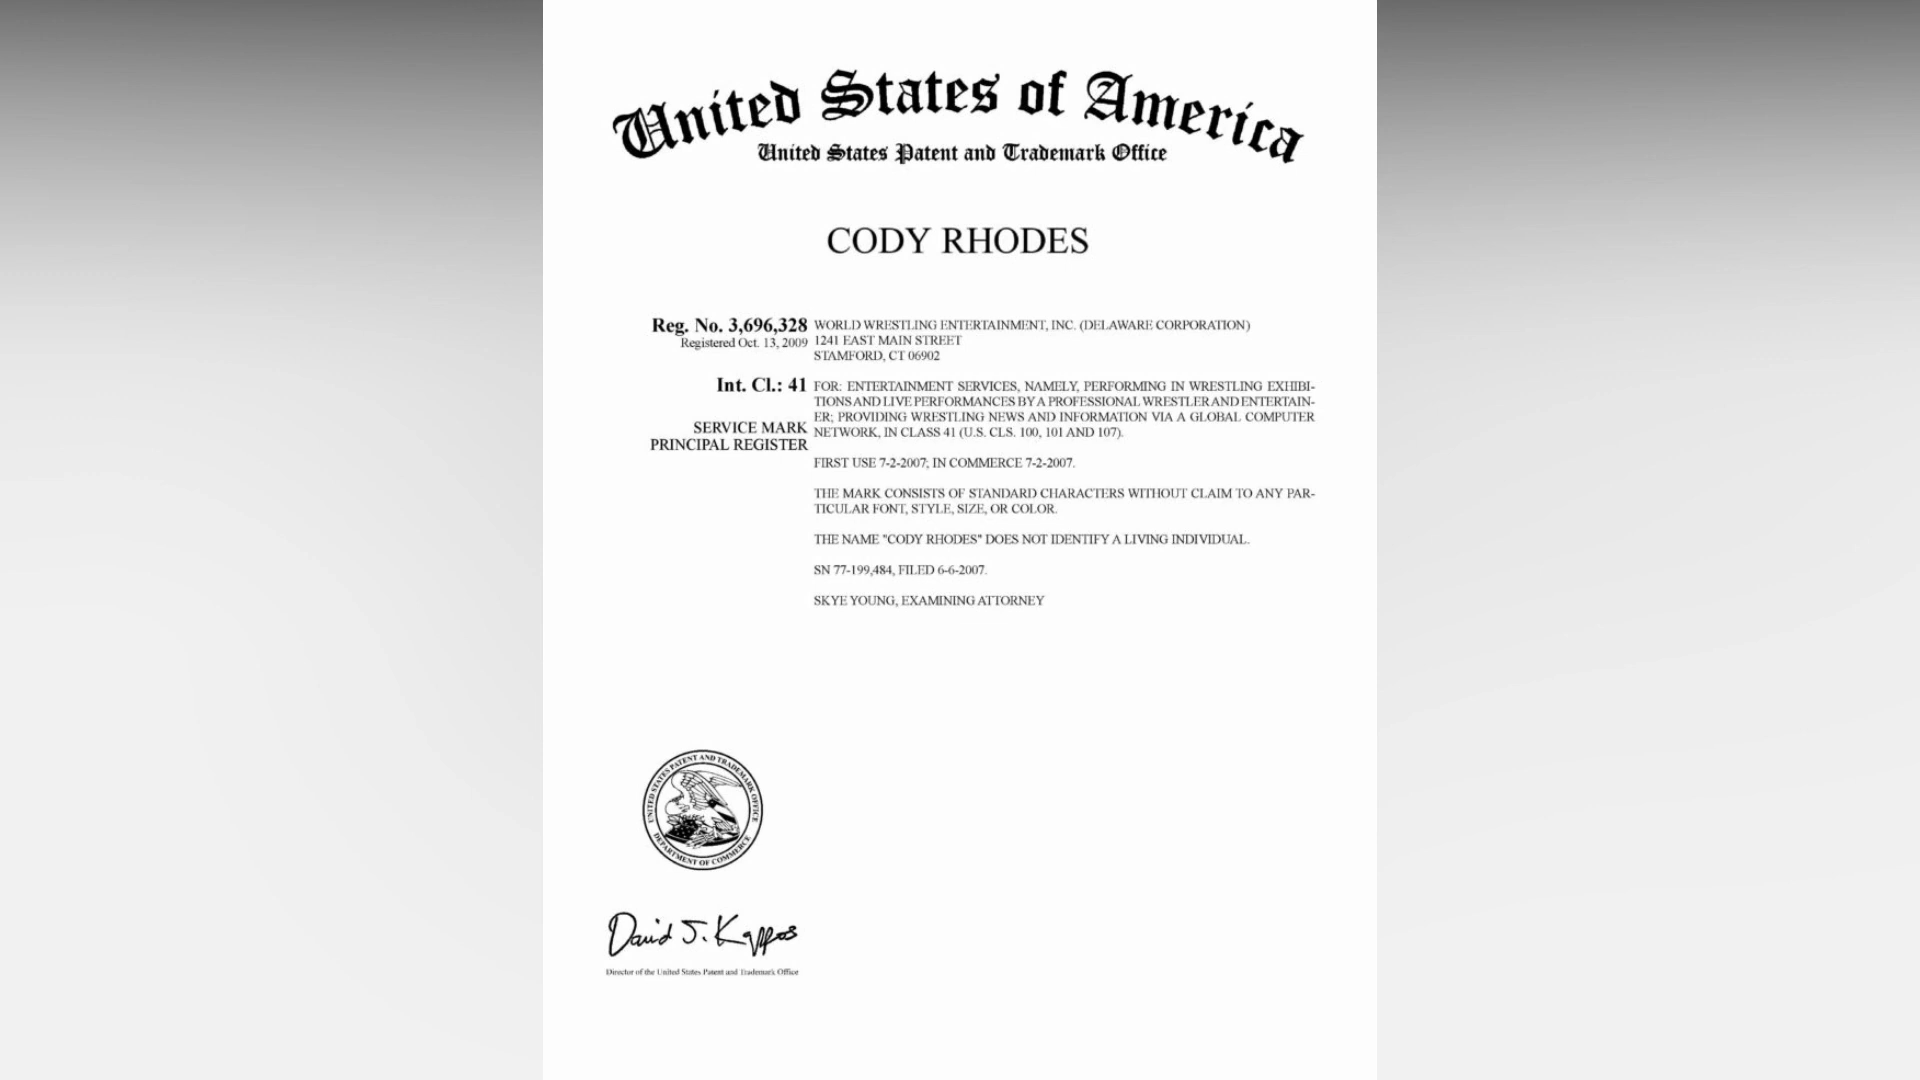 United States of America
United States Patent and Trademark Office
CODY RHODES
Reg. No. 3,696,328
Registered Oct. 13, 2009
WORLD WRESTLING ENTERTAINMENT, INC. (DELAWARE CORPORATION)
1241 EAST MAIN STREET
STAMFORD, CT 06902
Int. Cl.: 41
SERVICE MARK
PRINCIPAL REGISTER
FOR: ENTERTAINMENT SERVICES, NAMELY, PERFORMING IN WRESTLING EXHIBI-
TIONS AND LIVE PERFORMANCES BY A PROFESSIONAL WRESTLER AND ENTERTAIN-
ER; PROVIDING WRESTLING NEWS AND INFORMATION VIA A GLOBAL COMPUTER
NETWORK, IN CLASS 41 (U.S. CLS. 100, 101 AND 107).
FIRST USE 7-2-2007; IN COMMERCE 7-2-2007.
THE MARK CONSISTS OF STANDARD CHARACTERS WITHOUT CLAIM TO ANY PAR-
TICULAR FONT, STYLE, SIZE, OR COLOR.
THE NAME "CODY RHODES" DOES NOT IDENTIFY A LIVING INDIVIDUAL.
SN 77-199,484, FILED 6-6-2007.
SKYE YOUNG, EXAMINING ATTORNEY
UNITED STATES PATENT AND TRADEMARK OFFICE
DEPARTMENT OF COMMERCE
David J. Kappos
Director of the United States Patent and Trademark Office